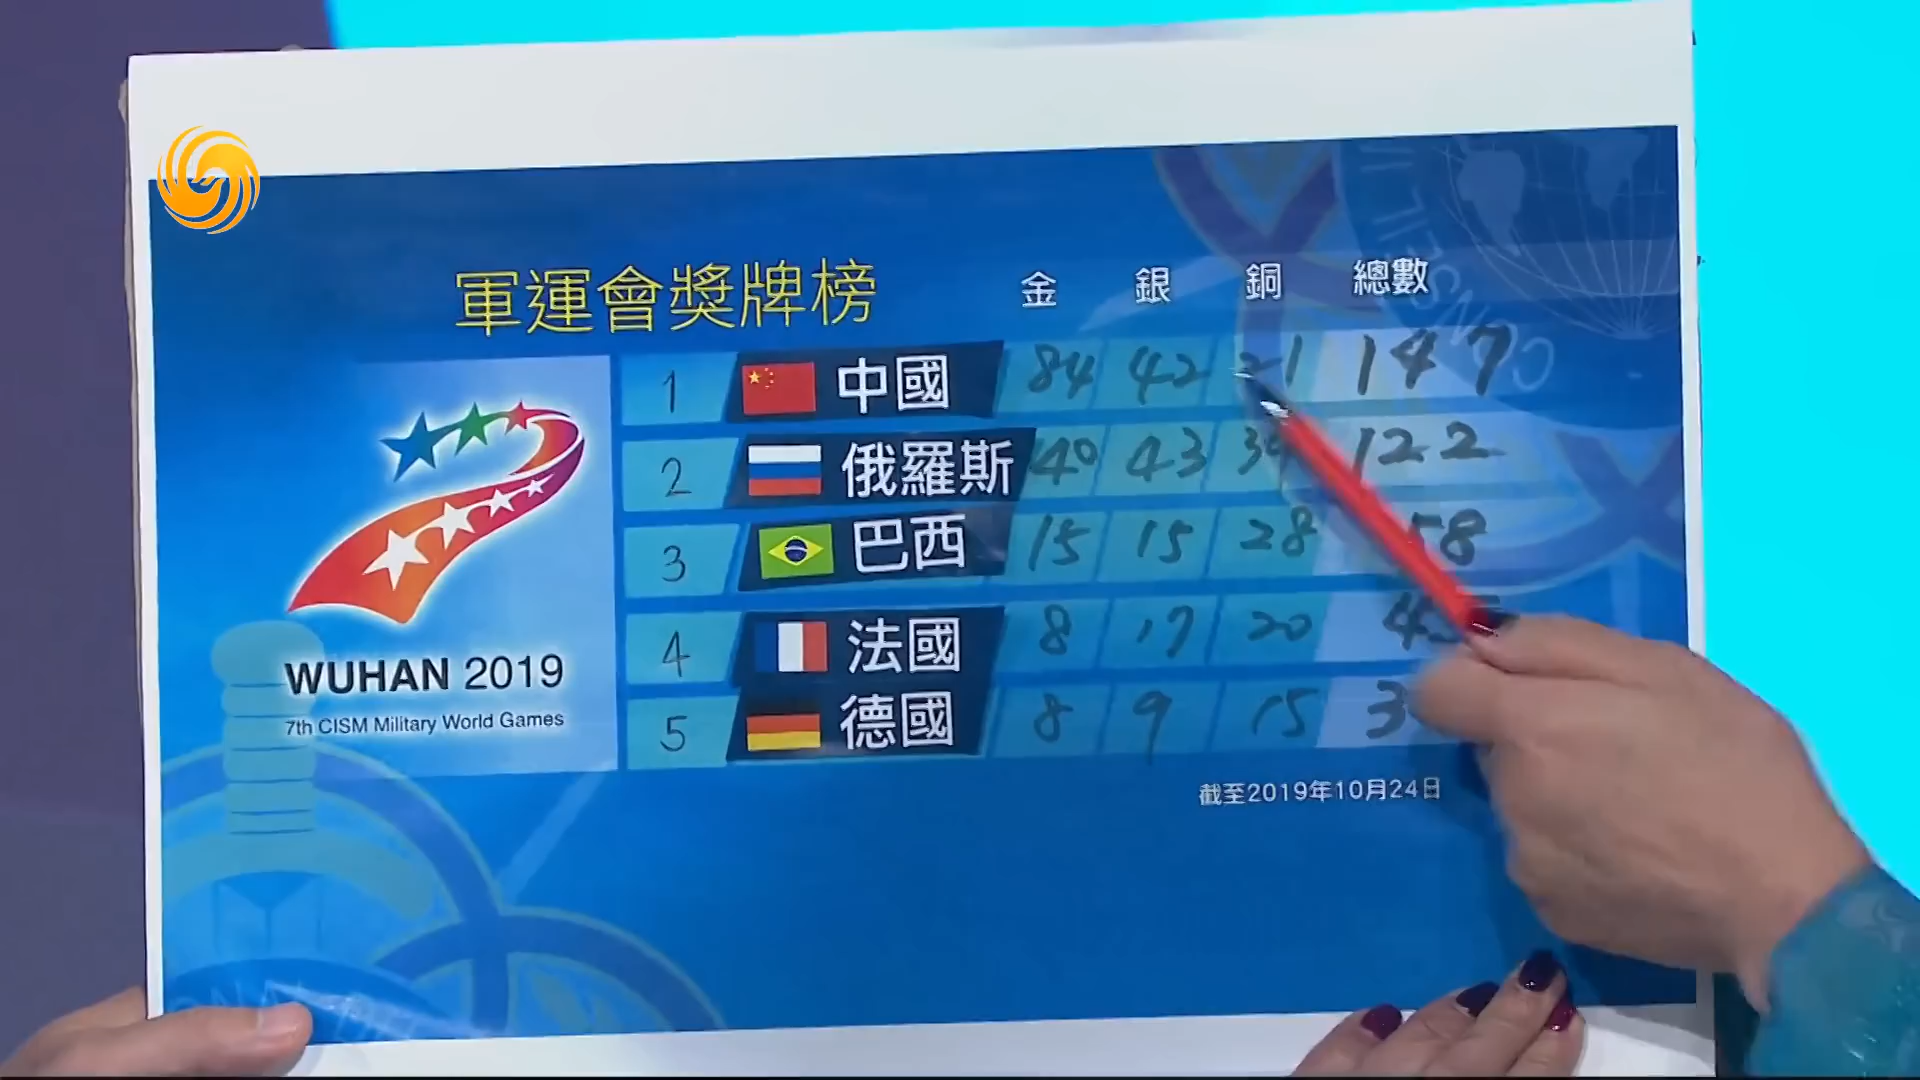 軍運會獎牌榜 金 銀 銅 總數
1 中國 84 42 21 147
2 俄羅斯 40 43 122
3 巴西 15 15 28 58
4 法國 8 17 20
5 德國 8 9 15
WUHAN 2019
7th CISM Military World Games
截至2019年10月24日